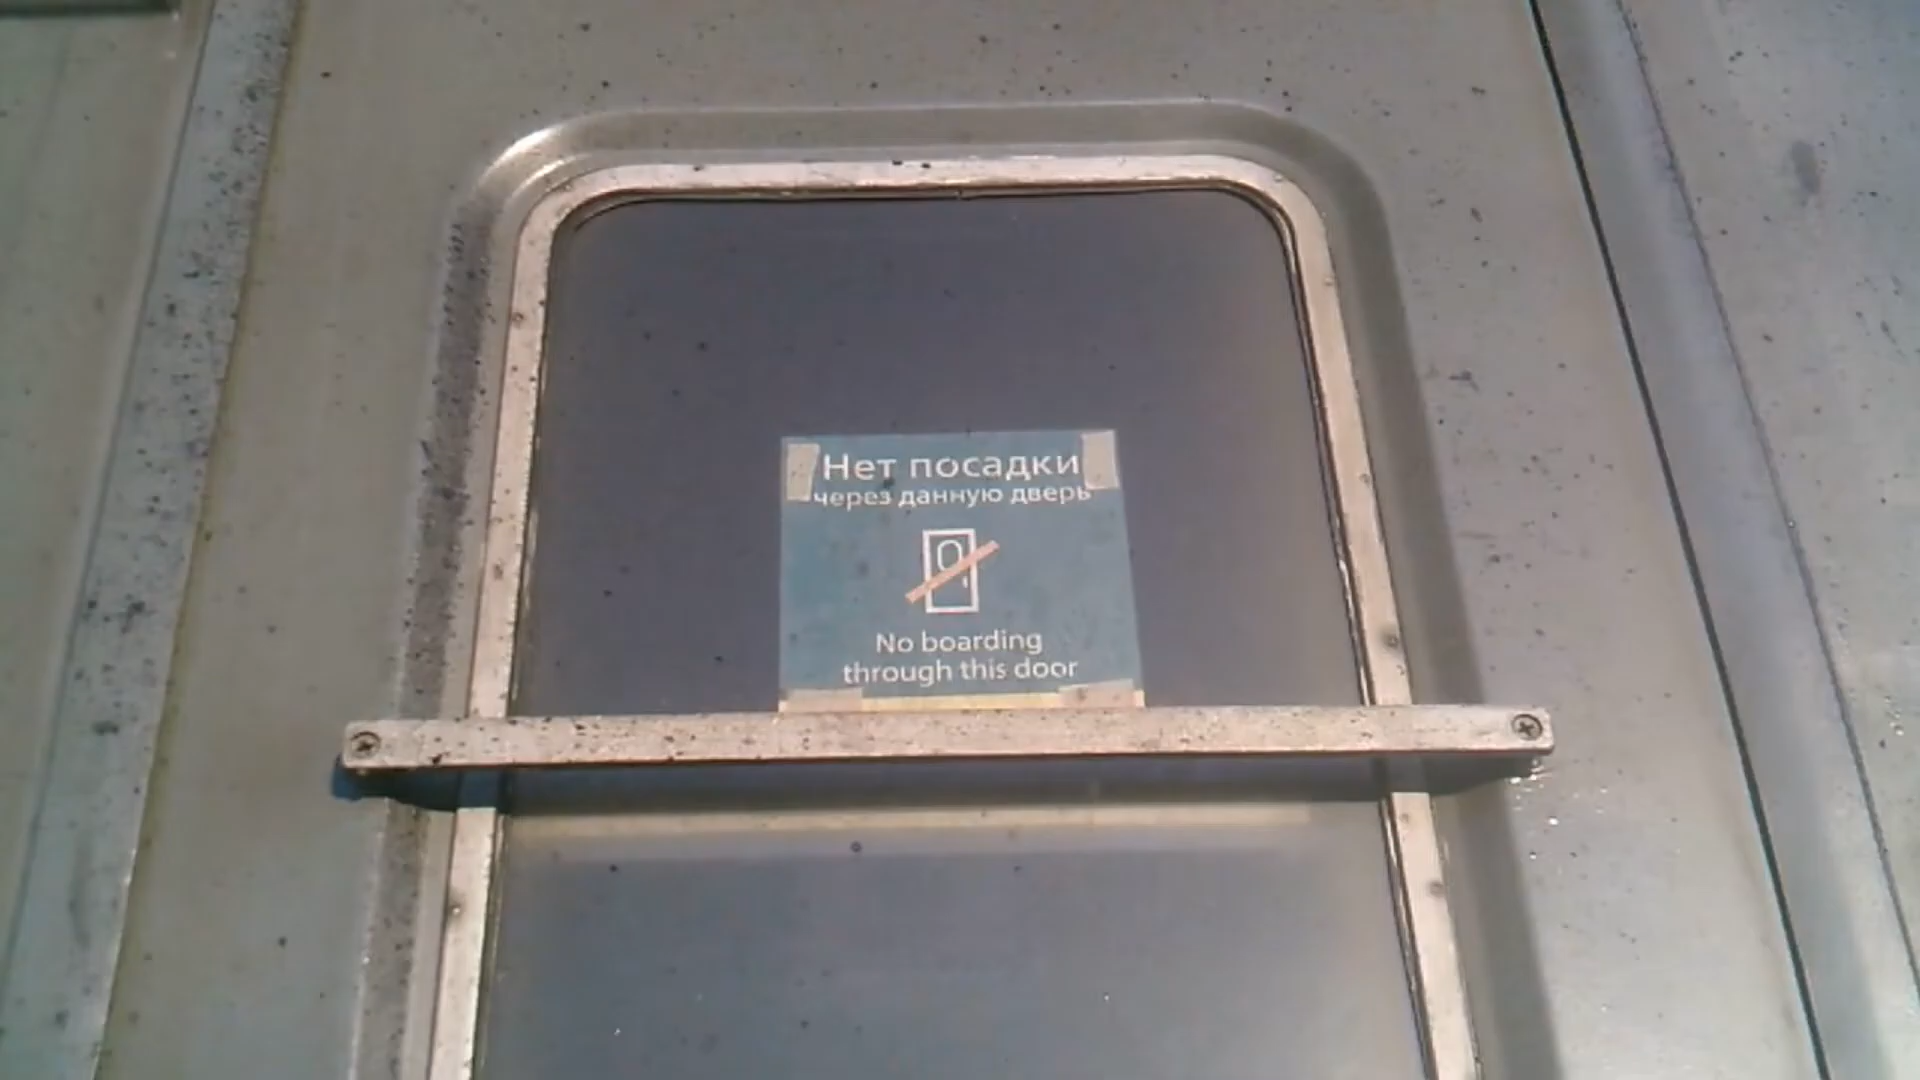 Нет посадки
через данную дверь
No boarding
through this door